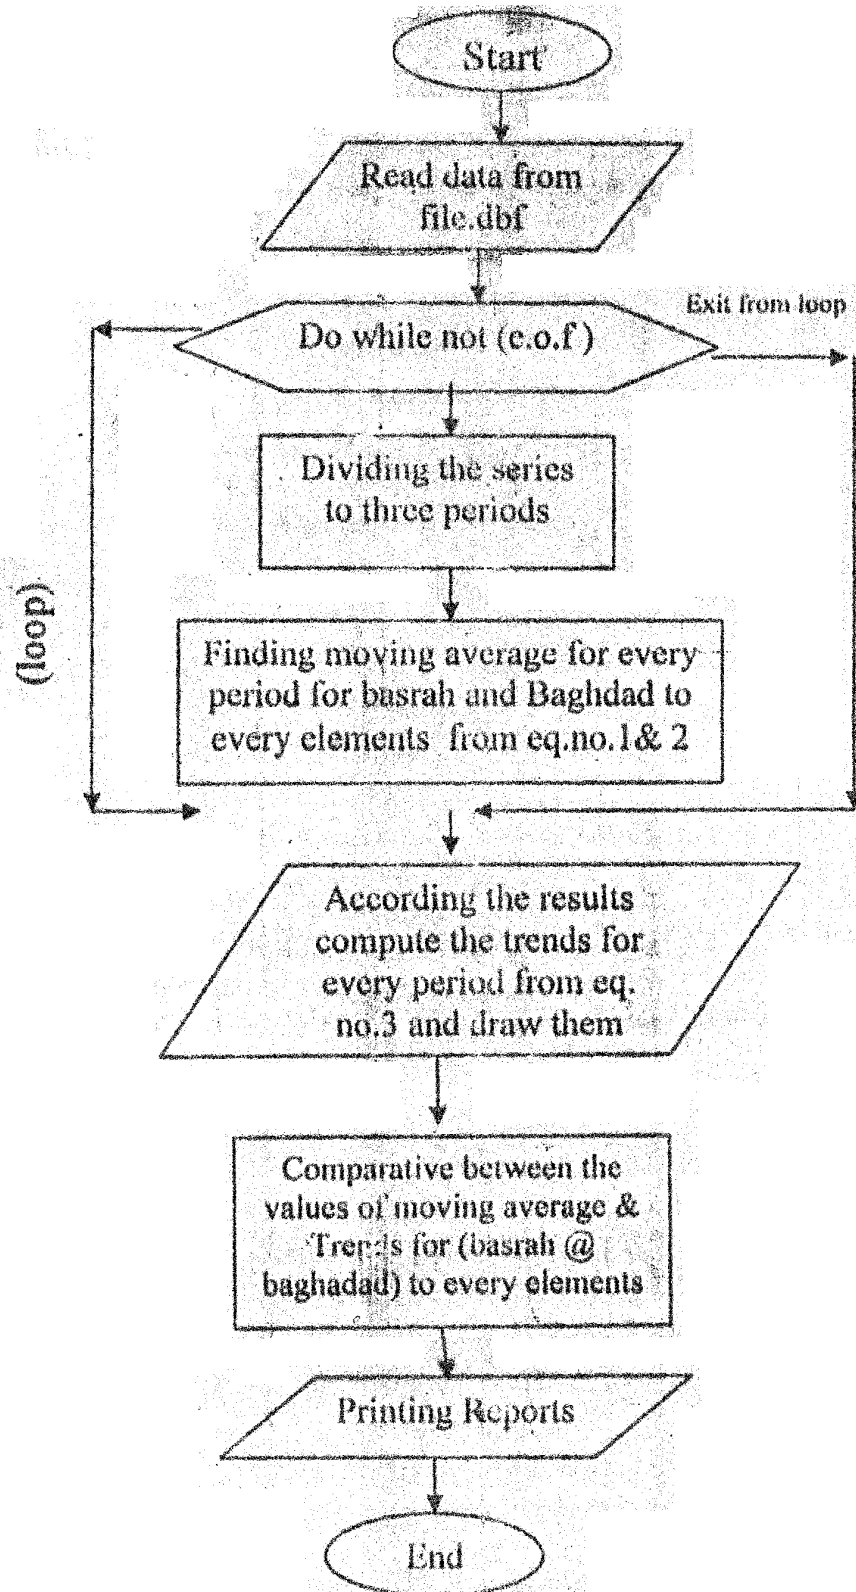 Start
Read data from
file.dbf
Exit from loop
Do while not (e.o.f )
Dividing the series
to three periods
(loop)
Finding moving average for every
period for basrah and Baghdad to
every elements from eq.no.1& 2
According the results
compute the trends for
every period from eq.
no.3 and draw them
Comparative between the
values of moving average &
Trends for (basrah @
baghadad) to every elements
Printing Reports
End